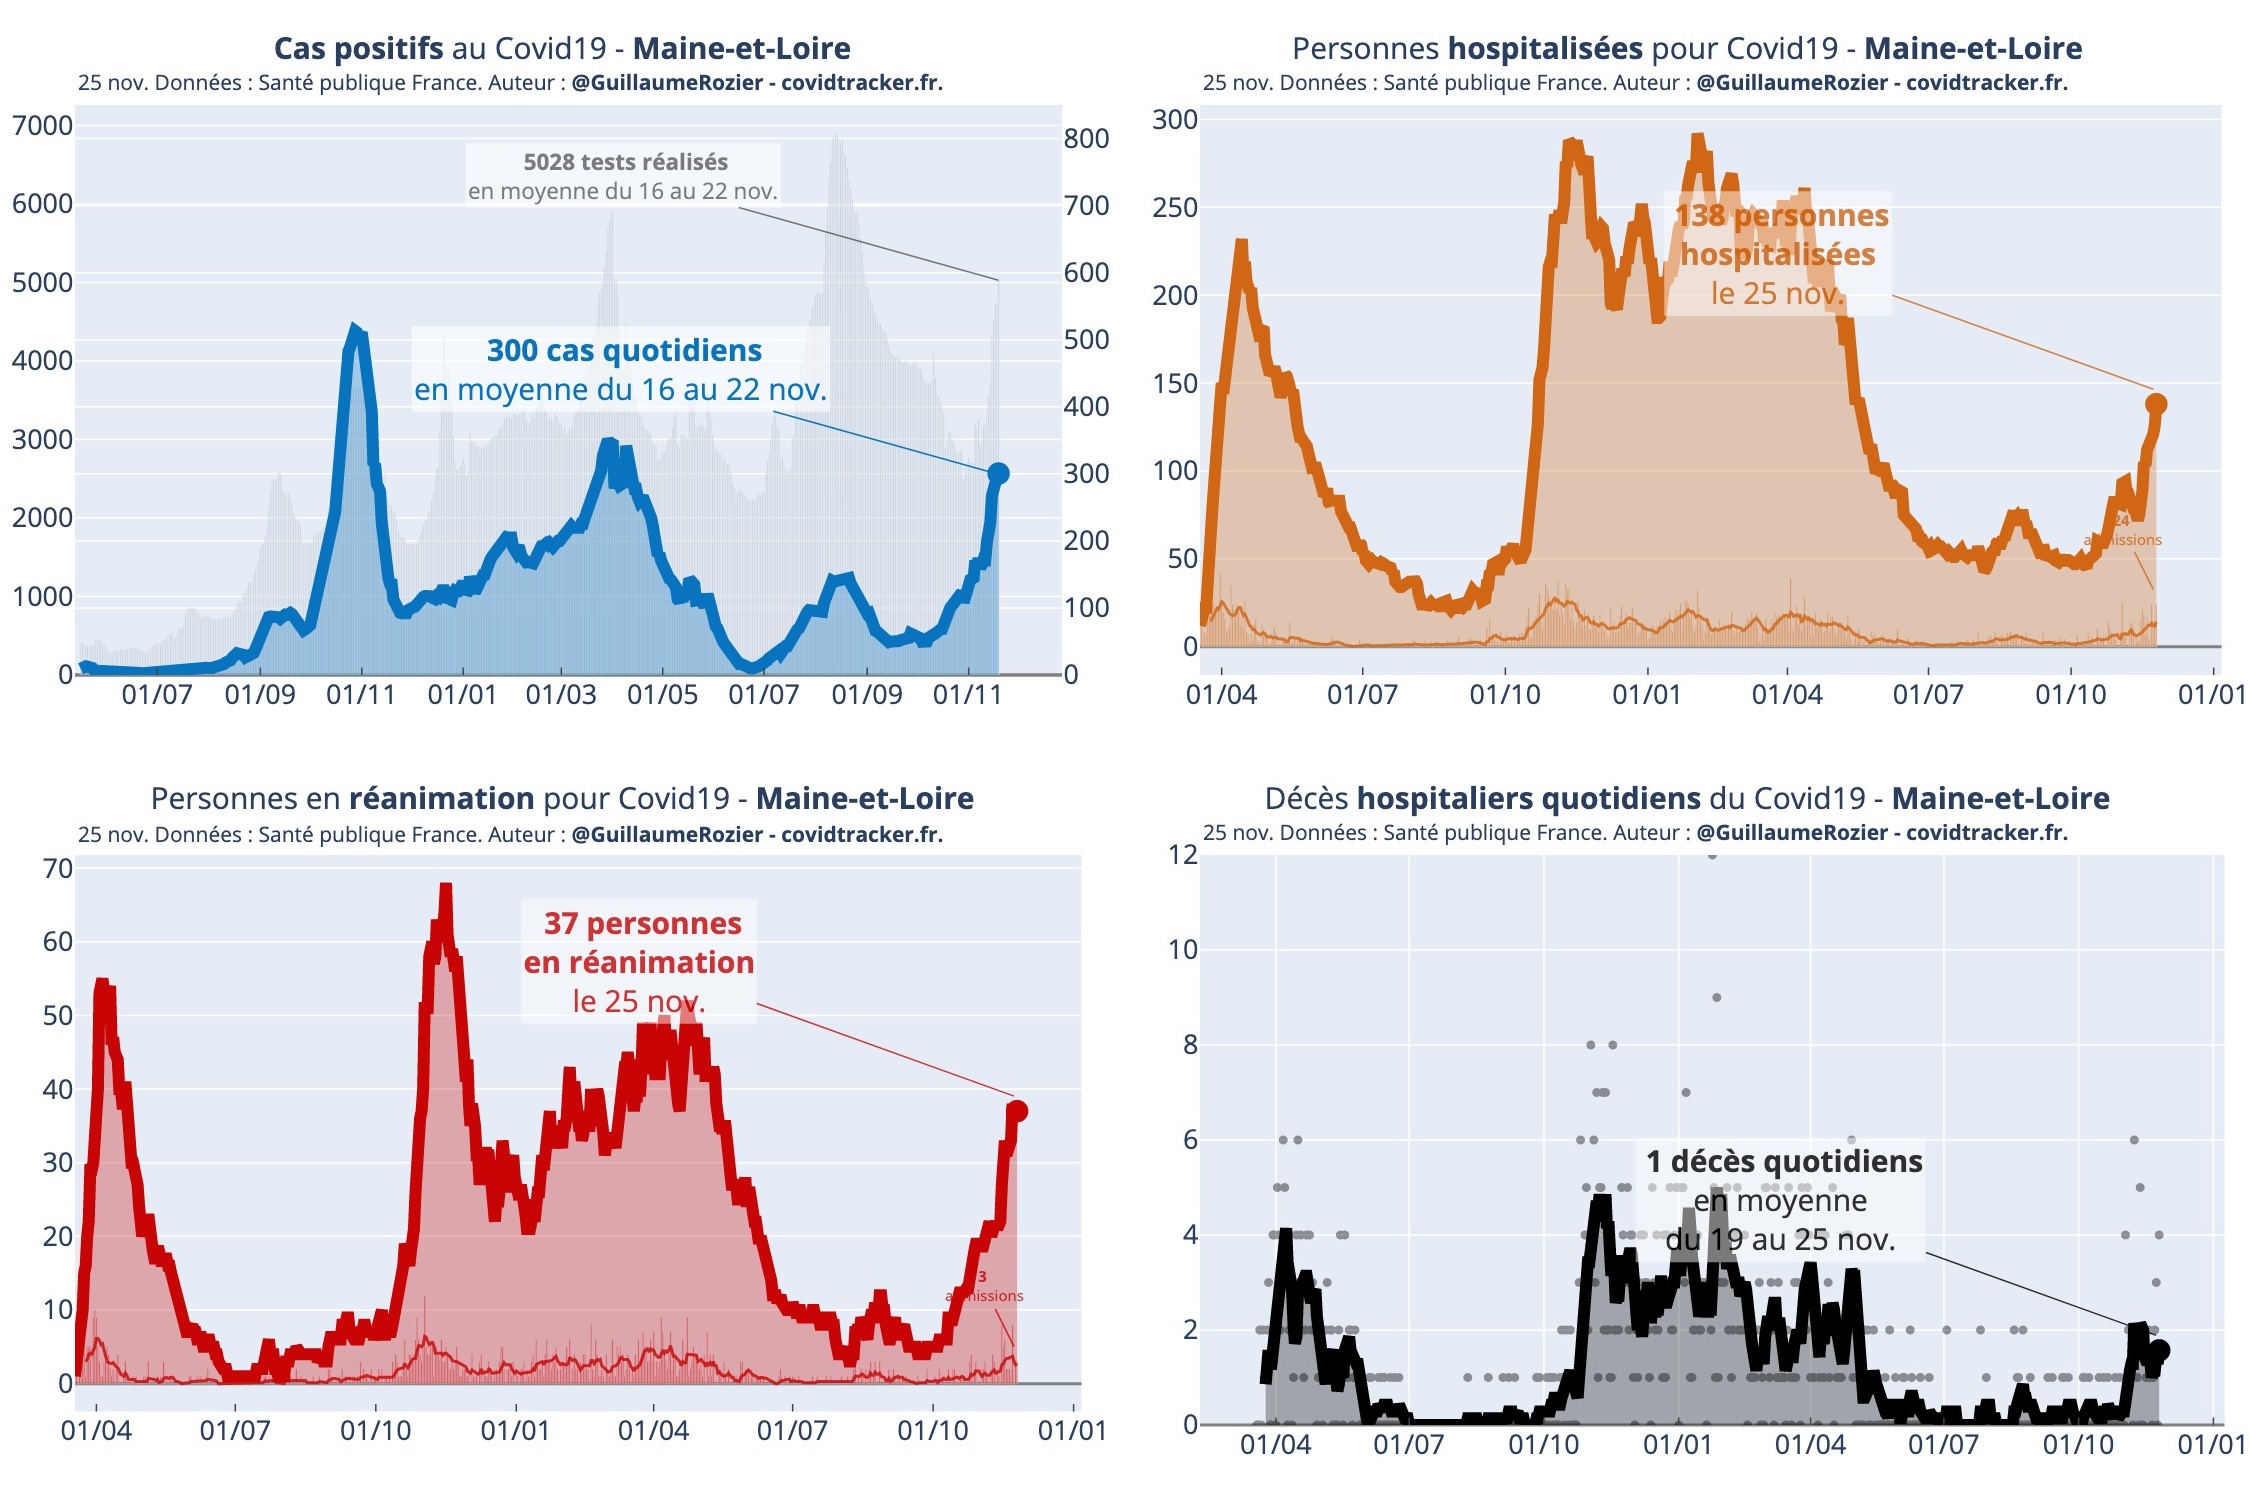 Cas positifs au Covid19 - Maine-et-Loire
25 nov. Données : Santé publique France. Auteur : @GuillaumeRozier - covidtracker.fr.
7000
6000
5000
4000
3000
2000
1000
0
800
700
600
500
400
300
200
100
0
5028 tests réalisés
en moyenne du 16 au 22 nov.
300 cas quotidiens
en moyenne du 16 au 22 nov.
01/07 01/09 01/11 01/01 01/03 01/05 01/07 01/09 01/11
Personnes hospitalisées pour Covid19 - Maine-et-Loire
25 nov. Données : Santé publique France. Auteur : @GuillaumeRozier - covidtracker.fr.
300
250
200
150
100
50
0
138 personnes
hospitalisées
le 25 nov.
24
admissions
01/04 01/07 01/10 01/01 01/04 01/07 01/10 01/01
Personnes en réanimation pour Covid19 - Maine-et-Loire
25 nov. Données : Santé publique France. Auteur : @GuillaumeRozier - covidtracker.fr.
70
60
50
40
30
20
10
0
37 personnes
en réanimation
le 25 nov.
3
admissions
01/04 01/07 01/10 01/01 01/04 01/07 01/10 01/01
Décès hospitaliers quotidiens du Covid19 - Maine-et-Loire
25 nov. Données : Santé publique France. Auteur : @GuillaumeRozier - covidtracker.fr.
12
10
8
6
4
2
0
1 décès quotidiens
en moyenne
du 19 au 25 nov.
01/04 01/07 01/10 01/01 01/04 01/07 01/10 01/01